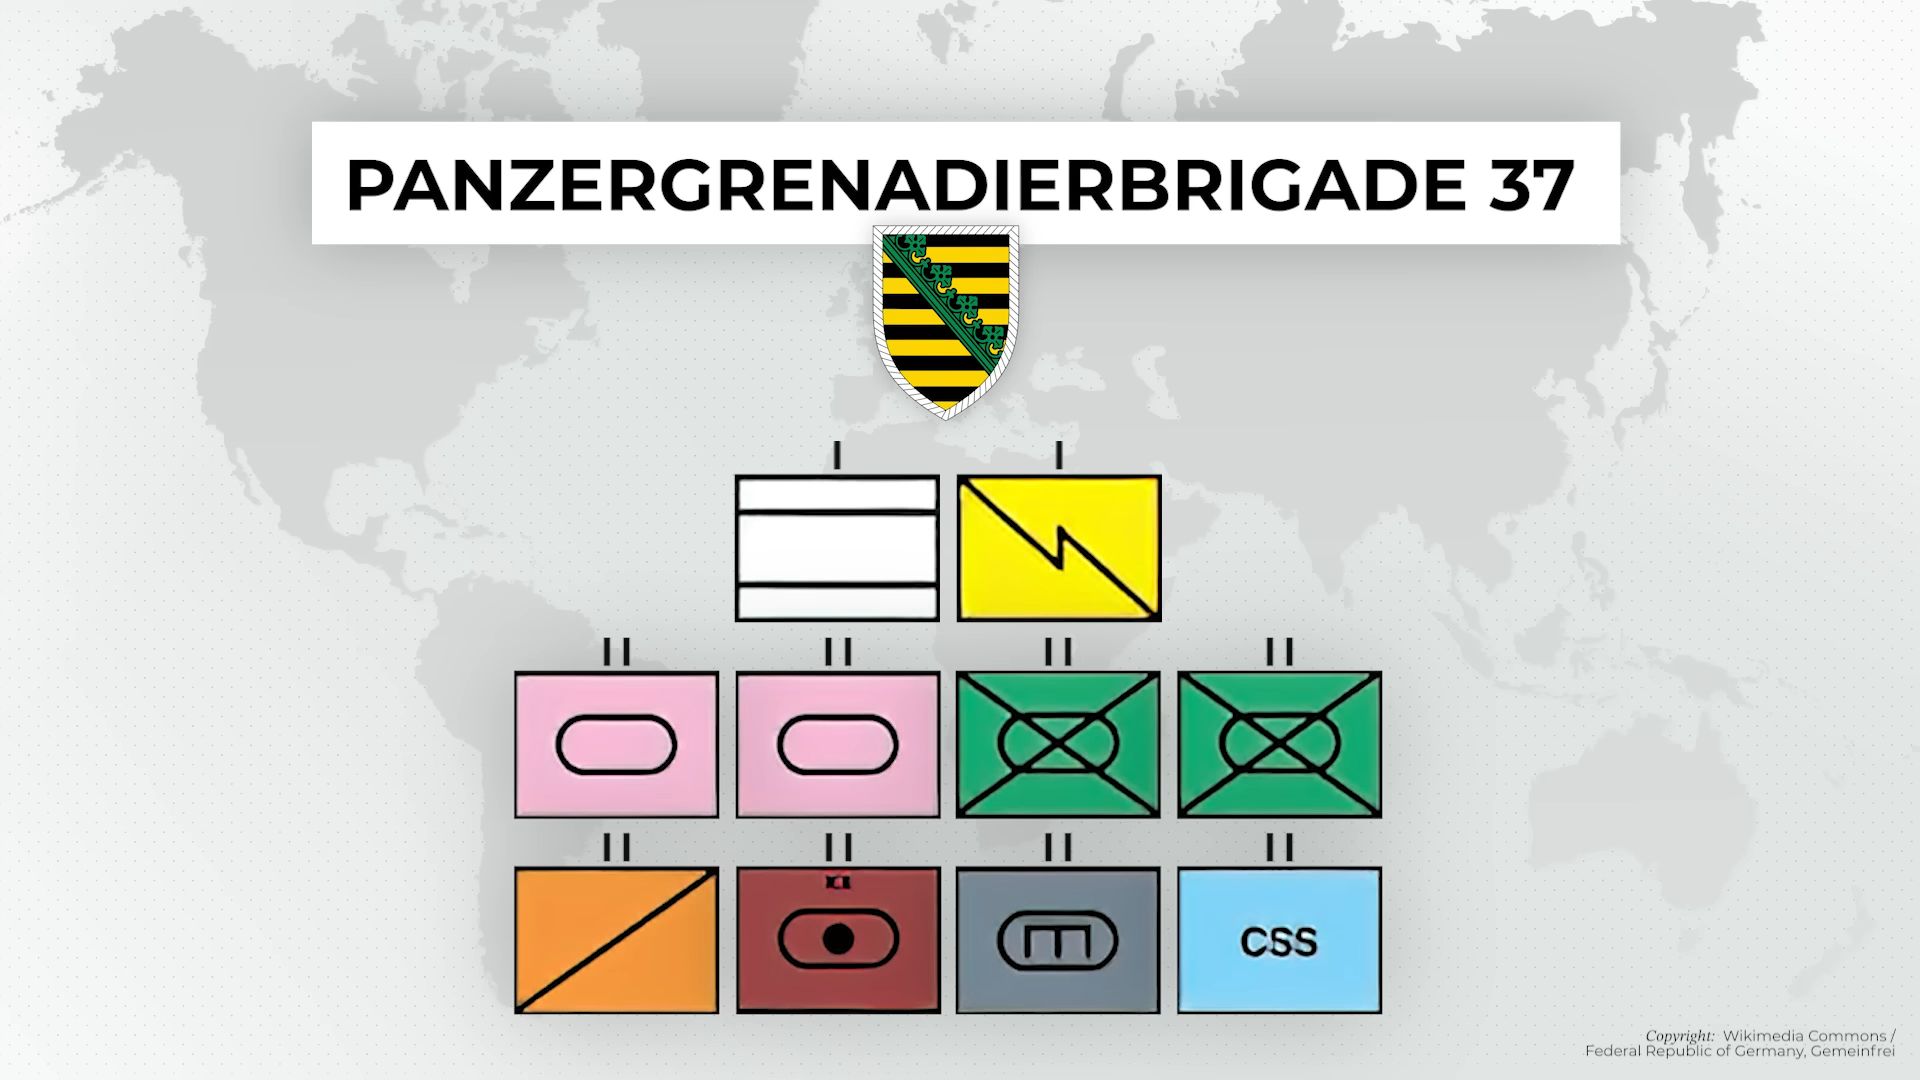 PANZERGRENADIERBRIGADE 37
CSS
Copyright: Wikimedia Commons /
Federal Republic of Germany, Gemeinfrei